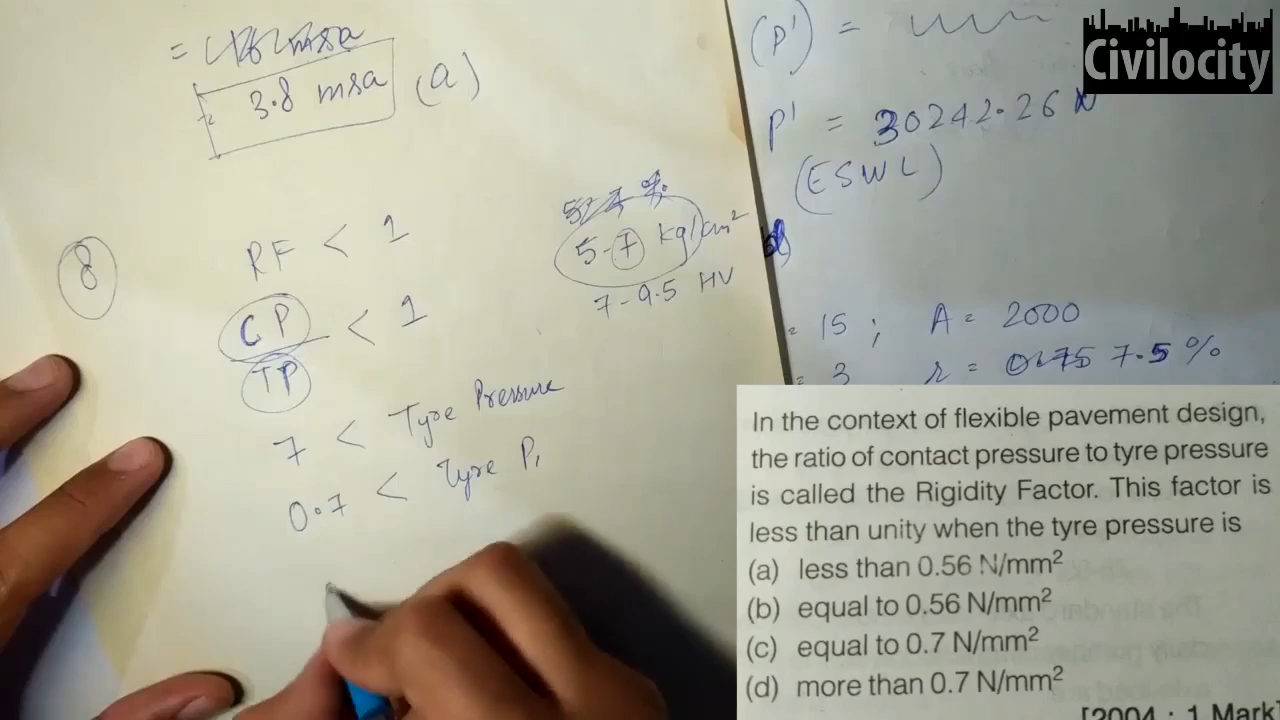 = 3.8 msa (a)
8
RF < 1
CP / TP < 1
7 < Tyre Pressure
0.7 < Tyre P,
5-7 kg/cm²
7-9.5 HV
(P') =
P' = 30242.26 N
(ESWL)
= 15 ; A = 2000
= 3 r = 7.5 %
Civilocity
In the context of flexible pavement design,
the ratio of contact pressure to tyre pressure
is called the Rigidity Factor. This factor is
less than unity when the tyre pressure is
(a) less than 0.56 N/mm²
(b) equal to 0.56 N/mm²
(c) equal to 0.7 N/mm²
(d) more than 0.7 N/mm²
[2004 : 1 Mark]